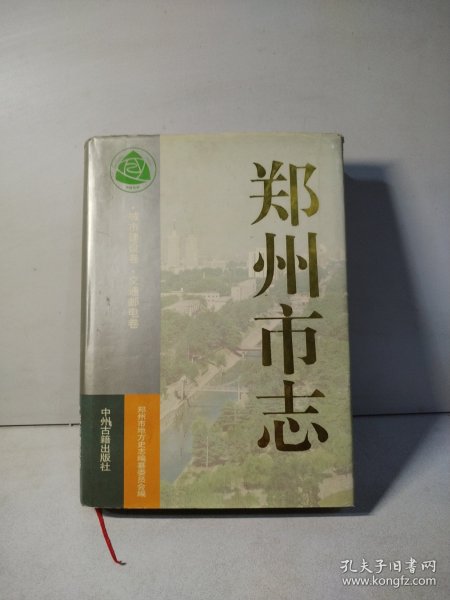 郑州市志
城市建设卷·交通邮电卷
郑州市地方史志编纂委员会编
中州古籍出版社
孔夫子旧书网
www.kongfz.com